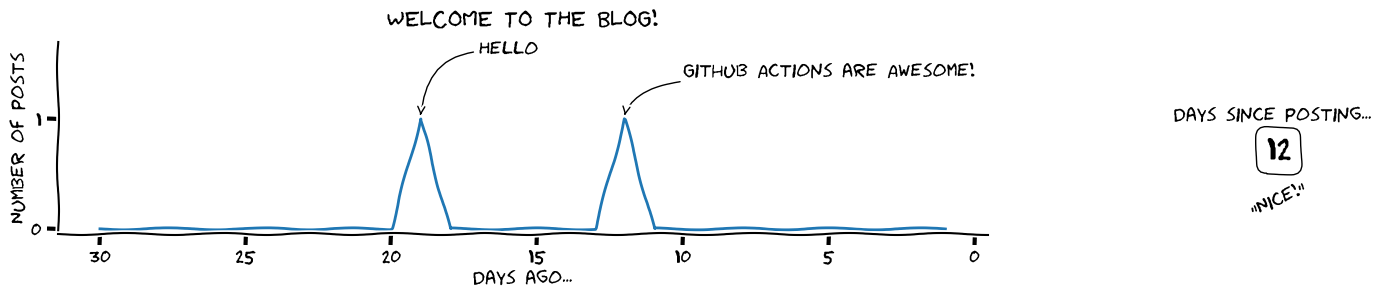 WELCOME TO THE BLOG!
HELLO
GITHUB ACTIONS ARE AWESOME!
NUMBER OF POSTS
1
0
30 25 20 15 10 5 0
DAYS AGO...
DAYS SINCE POSTING...
12
"NICE!"